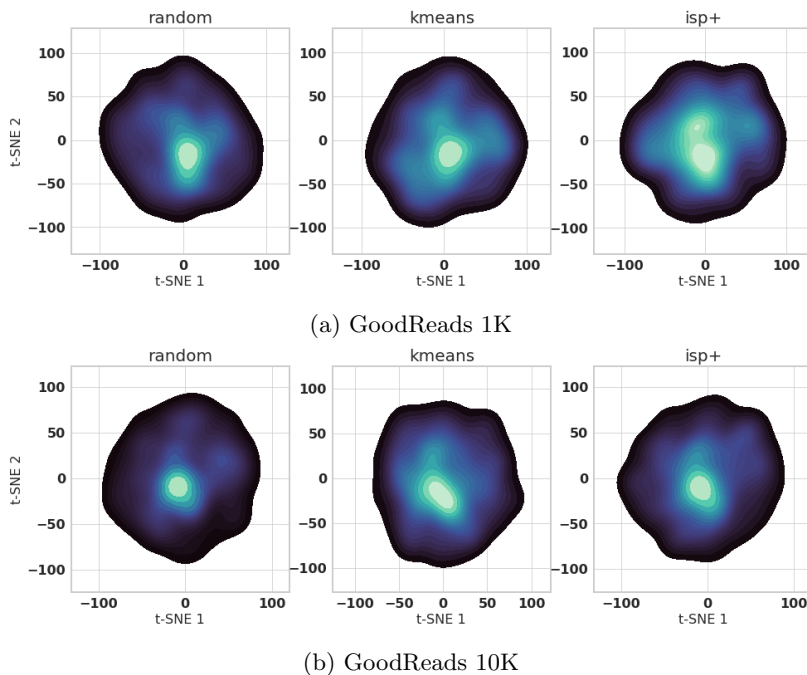 random kmeans isp+
100 100 100
50 50 50
0 0 0
−50 −50 −50
−100 −100 −100
t-SNE 2
−100 0 100 −100 0 100 −100 0 100
t-SNE 1 t-SNE 1 t-SNE 1
(a) GoodReads 1K
random kmeans isp+
100 100 100
50 50 50
0 0 0
−50 −50 −50
−100 −100 −100
t-SNE 2
−100 0 100 −100 −50 0 50 100 −100 0 100
t-SNE 1 t-SNE 1 t-SNE 1
(b) GoodReads 10K